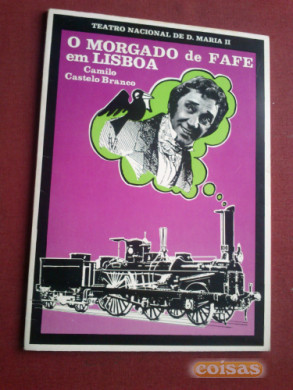 TEATRO NACIONAL DE D. MARIA II
O MORGADO de FAFE
em LISBOA
Camilo
Castelo Branco
coisas